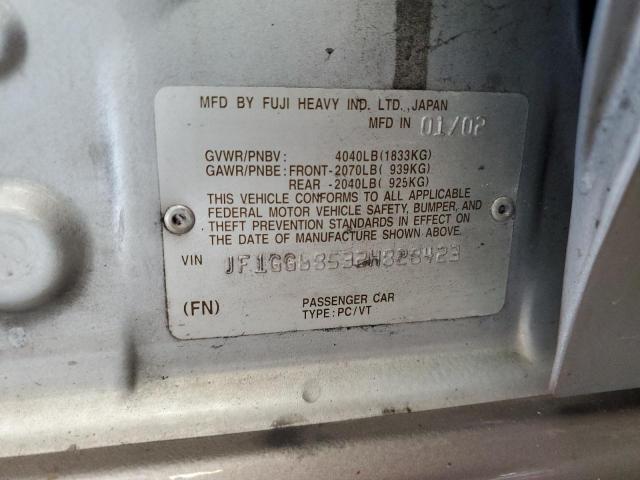 MFD BY FUJI HEAVY IND. LTD., JAPAN
MFD IN 01/02
GVWR/PNBV: 4040LB(1833KG)
GAWR/PNBE: FRONT-2070LB( 939KG)
REAR -2040LB( 925KG)
THIS VEHICLE CONFORMS TO ALL APPLICABLE
FEDERAL MOTOR VEHICLE SAFETY, BUMPER, AND
THEFT PREVENTION STANDARDS IN EFFECT ON
THE DATE OF MANUFACTURE SHOWN ABOVE.
VIN JF1GG68532H828423
(FN) PASSENGER CAR
TYPE: PC/VT